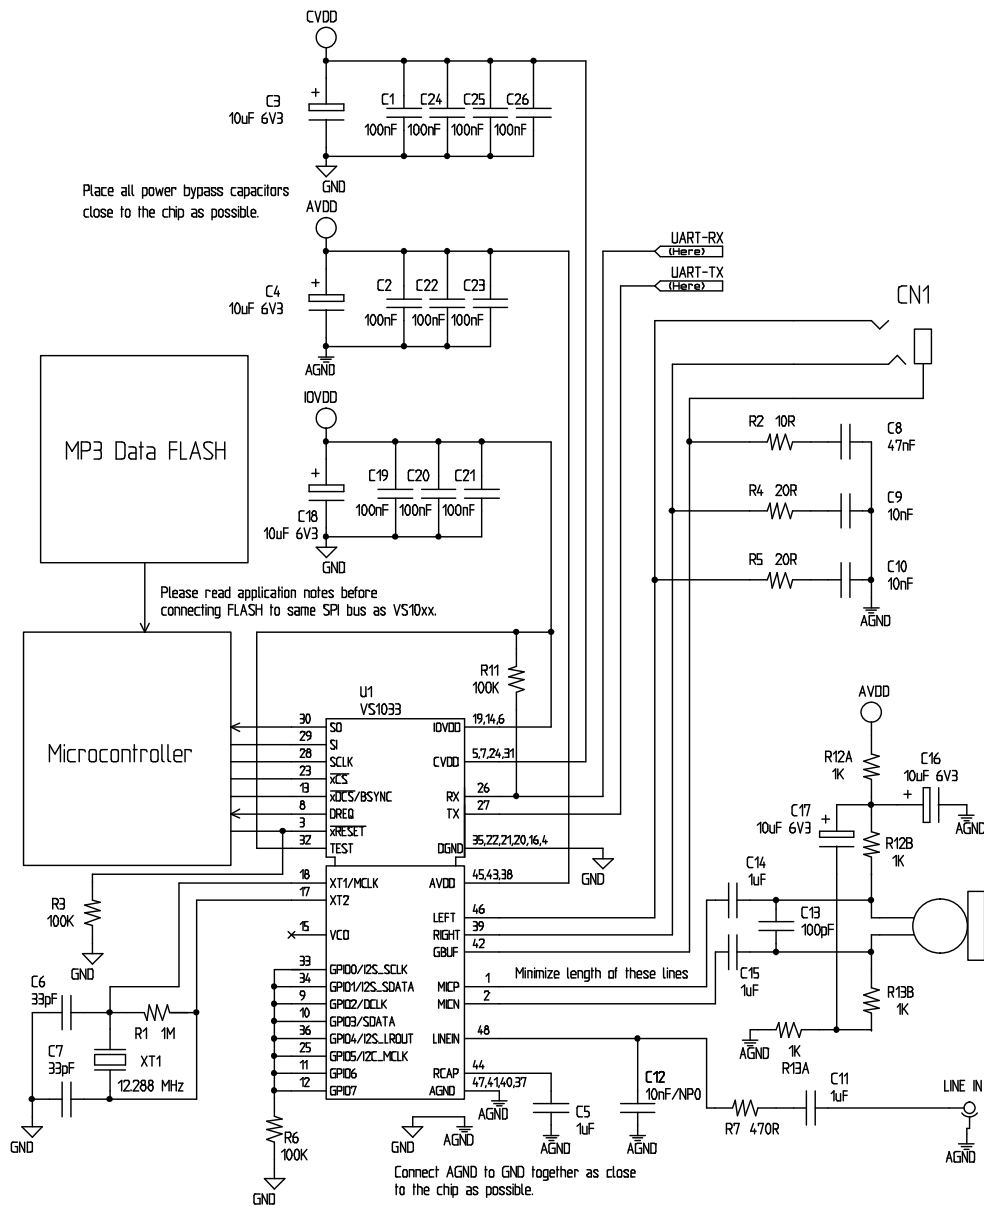 CVDD
C3
10uF 6V3
+
C1 C24 C25 C26
100nF 100nF 100nF 100nF
GND
Place all power bypass capacitors
close to the chip as possible.
AVDD
C4
10uF 6V3
+
C2 C22 C23
100nF 100nF 100nF
AGND
UART-RX
(Here)
UART-TX
(Here)
CN1
MP3 Data FLASH
IOVDD
+
C18
10uF 6V3
C19 C20 C21
100nF 100nF 100nF
GND
R2 10R
C8
47nF
R4 20R
C9
10nF
R5 20R
C10
10nF
AGND
Please read application notes before
connecting FLASH to same SPI bus as VS10xx.
Microcontroller
R11
100K
U1
VS1033
30 SO
29 SI
28 SCLK
23 xCS
13 xDCS/BSYNC
8 DREQ
3 xRESET
32 TEST
IOVDD 19,14,6
CVDD 5,7,24,31
RX 26
TX 27
DGND 35,22,21,20,16,4
GND
18 XT1/MCLK
17 XT2
15 VCO
33 GPIO0/I2S_SCLK
34 GPIO1/I2S_SDATA
9 GPIO2/DCLK
10 GPIO3/SDATA
36 GPIO4/I2S_LROUT
25 GPIO5/I2C_MCLK
11 GPIO6
12 GPIO7
AVDD 45,43,38
LEFT 46
RIGHT 39
GBUF 42
MICP 1
MICN 2
LINEIN 48
RCAP 44
AGND 47,41,40,37
AGND
Minimize length of these lines
R3
100K
GND
C6
33pF
R1 1M
C7
33pF
XT1
12.288 MHz
GND
R6
100K
GND
GND
AGND
Connect AGND to GND together as close
to the chip as possible.
C5
1uF
AGND
C12
10nF/NP0
AGND
AVDD
R12A
1K
C16
10uF 6V3
+
AGND
C17
10uF 6V3
+
R12B
1K
C14
1uF
C13
100pF
C15
1uF
R13B
1K
AGND
1K
R13A
R7 470R
C11
1uF
LINE IN
AGND